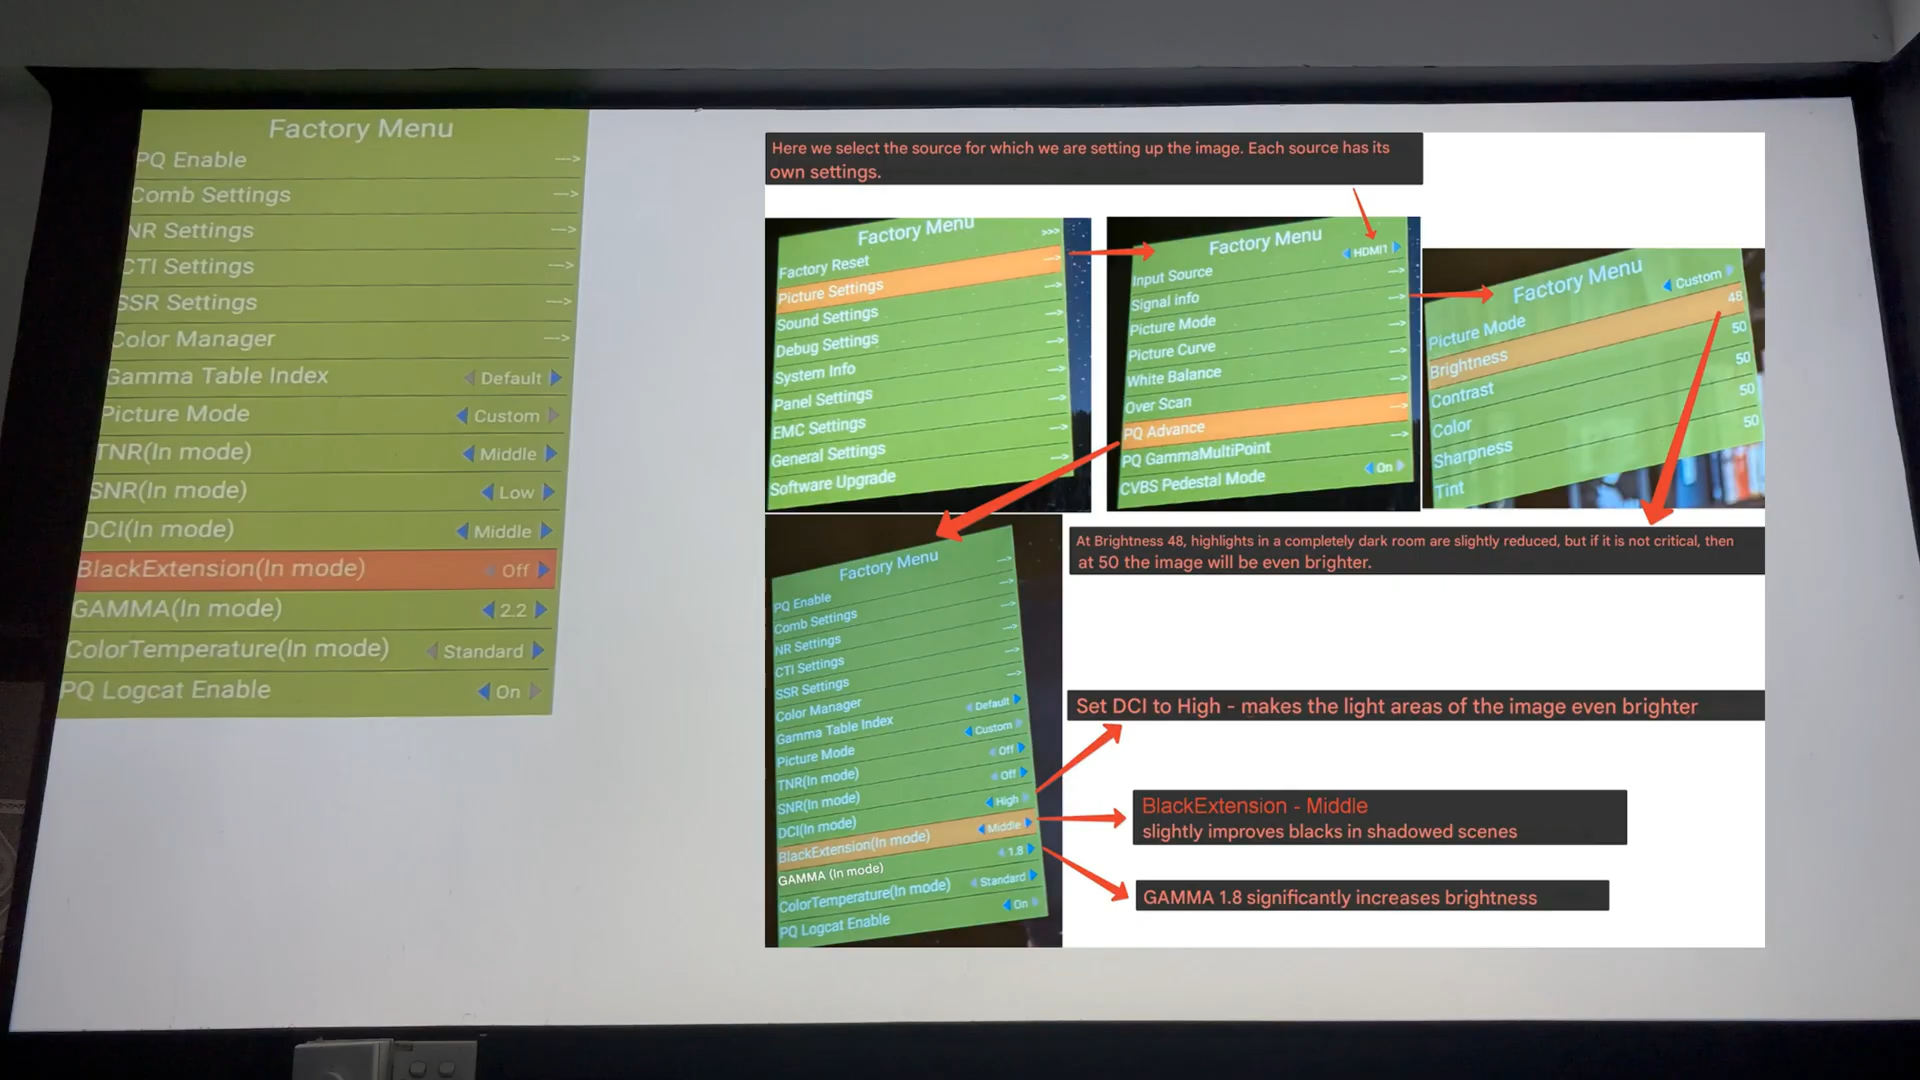 Factory Menu
PQ Enable --->
Comb Settings --->
NR Settings --->
CTI Settings --->
SSR Settings --->
Color Manager --->
Gamma Table Index Default
Picture Mode Custom
TNR(In mode) Middle
SNR(In mode) Low
DCI(In mode) Middle
BlackExtension(In mode) Off
GAMMA(In mode) 2.2
ColorTemperature(In mode) Standard
PQ Logcat Enable On
Here we select the source for which we are setting up the image. Each source has its
own settings.
Factory Menu
Factory Reset >>>
Picture Settings --->
Sound Settings --->
Debug Settings --->
System Info --->
Panel Settings --->
EMC Settings --->
General Settings --->
Software Upgrade --->
Factory Menu
Input Source HDMI1
Signal info --->
Picture Mode --->
Picture Curve --->
White Balance --->
Over Scan --->
PQ Advance --->
PQ GammaMultiPoint --->
CVBS Pedestal Mode On
Factory Menu
Picture Mode Custom
Brightness 48
Contrast 50
Color 50
Sharpness 50
Tint 50
At Brightness 48, highlights in a completely dark room are slightly reduced, but if it is not critical, then
at 50 the image will be even brighter.
Factory Menu
PQ Enable --->
Comb Settings --->
NR Settings --->
CTI Settings --->
SSR Settings --->
Color Manager --->
Gamma Table Index Default
Picture Mode Custom
TNR(In mode) Off
SNR(In mode) Off
DCI(In mode) High
BlackExtension(In mode) Middle
GAMMA (In mode) 1.8
ColorTemperature(In mode) Standard
PQ Logcat Enable On
Set DCI to High - makes the light areas of the image even brighter
BlackExtension - Middle
slightly improves blacks in shadowed scenes
GAMMA 1.8 significantly increases brightness